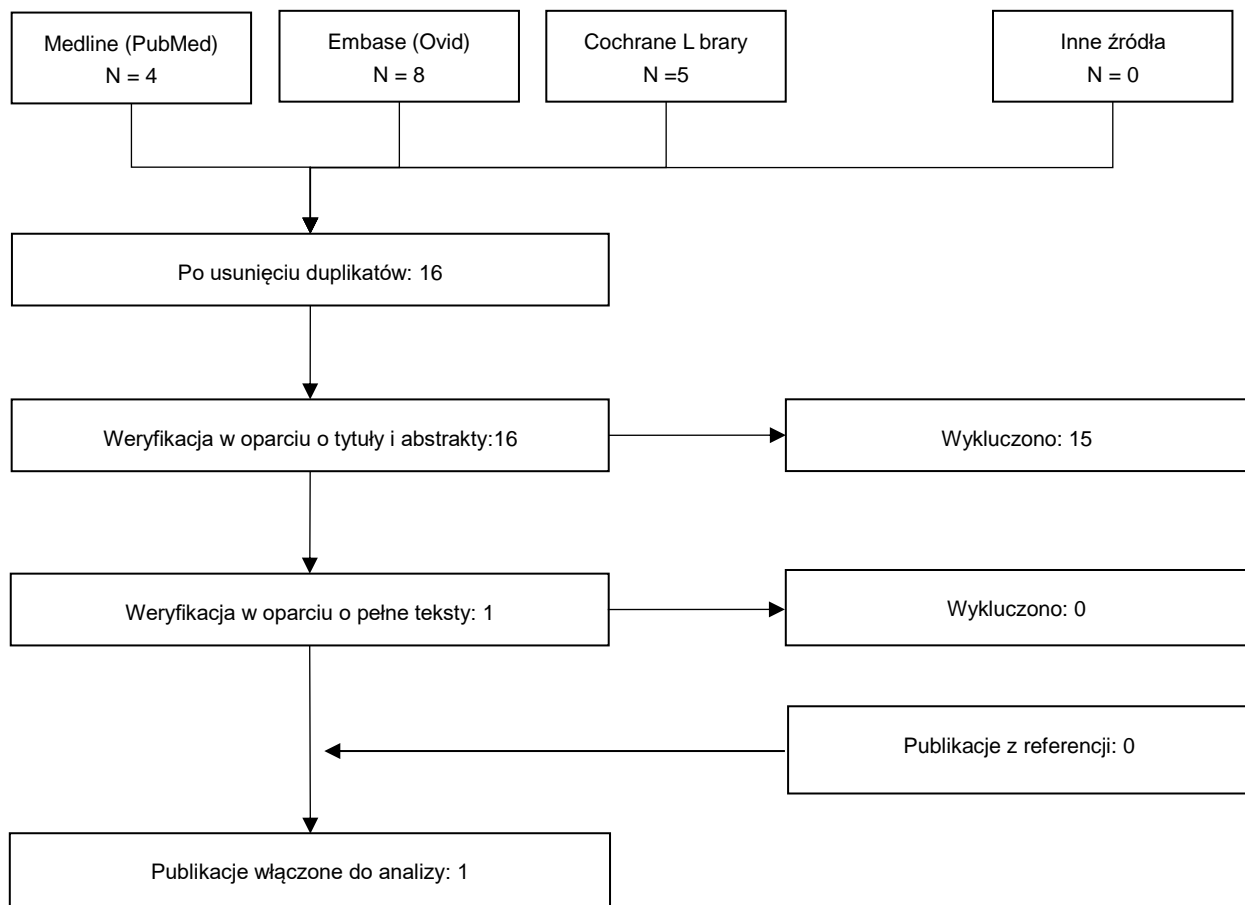 Medline (PubMed)
N = 4
Embase (Ovid)
N = 8
Cochrane L brary
N =5
Inne źródła
N = 0
Po usunięciu duplikatów: 16
Weryfikacja w oparciu o tytuły i abstrakty:16
Wykluczono: 15
Weryfikacja w oparciu o pełne teksty: 1
Wykluczono: 0
Publikacje z referencji: 0
Publikacje włączone do analizy: 1